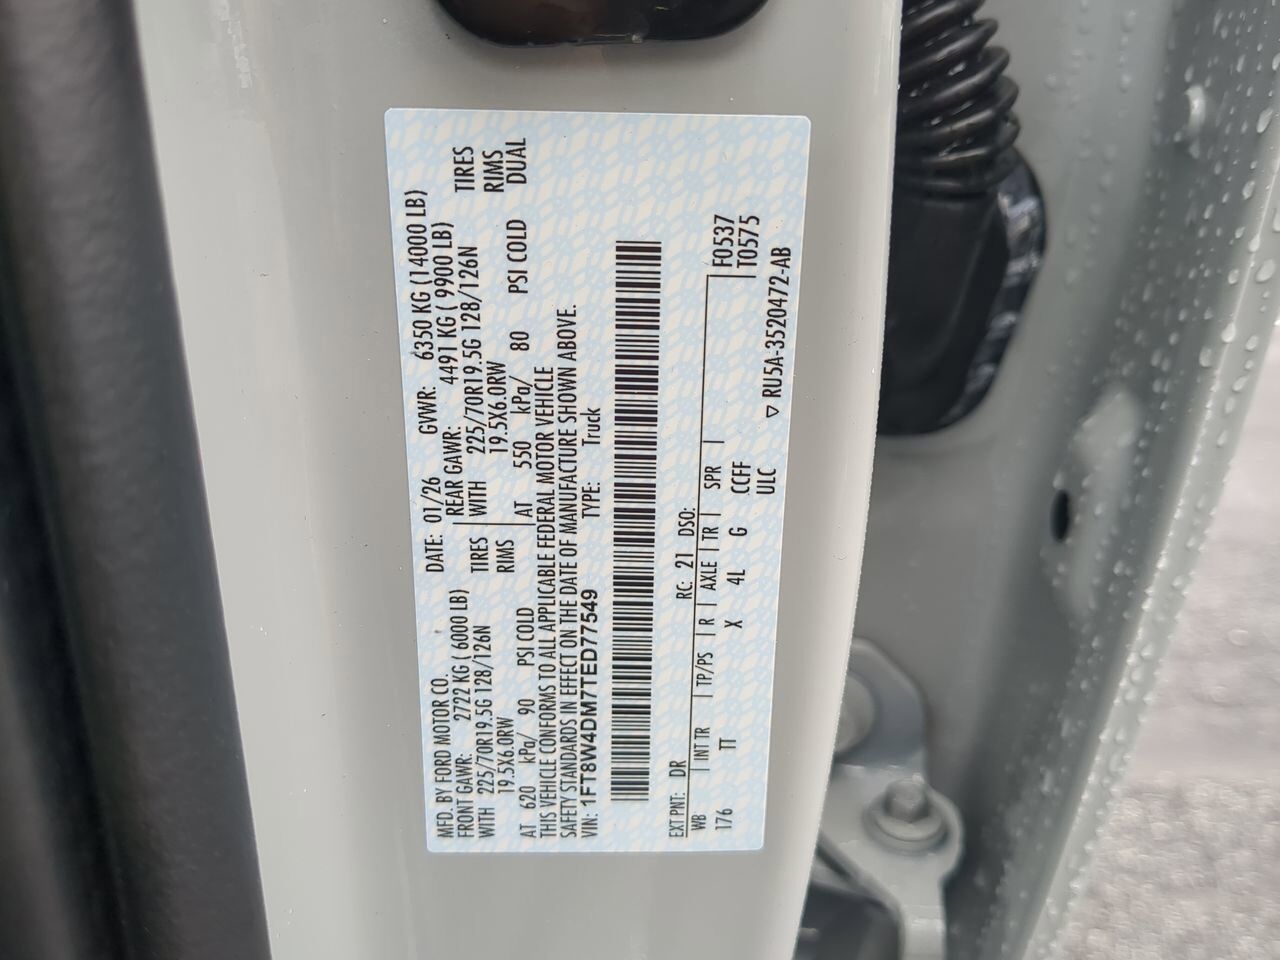 MFD. BY FORD MOTOR CO.
DATE: 01/26 GVWR: 6350 KG (14000 LB)
FRONT GAWR: 2722 KG ( 6000 LB)
REAR GAWR: 4491 KG ( 9900 LB)
WITH 225/70R19.5G 128/126N TIRES
WITH 225/70R19.5G 128/126N TIRES
19.5X6.0RW RIMS
19.5X6.0RW RIMS
AT 620 kPa/ 90 PSI COLD
AT 550 kPa/ 80 PSI COLD DUAL
THIS VEHICLE CONFORMS TO ALL APPLICABLE FEDERAL MOTOR VEHICLE
SAFETY STANDARDS IN EFFECT ON THE DATE OF MANUFACTURE SHOWN ABOVE.
VIN: 1FT8W4DM7TED77549 TYPE: Truck
EXT PNT: DR RC: 21 DSO:
WB | INT TR | TP/PS | R | AXLE | TR | SPR | F0537
176 TT X 4L G CCFF T0575
ULC
▽ RU5A-3520472-AB